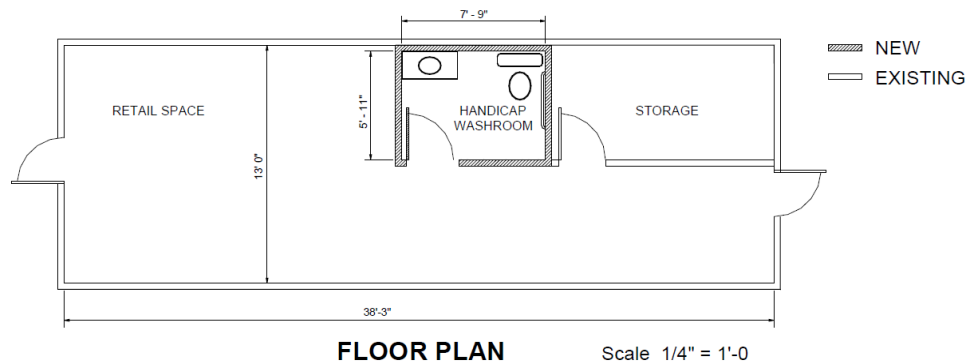 7' - 9"
NEW
EXISTING
RETAIL SPACE
5' - 11"
HANDICAP
WASHROOM
STORAGE
13' 0"
38'-3"
FLOOR PLAN
Scale 1/4" = 1'-0